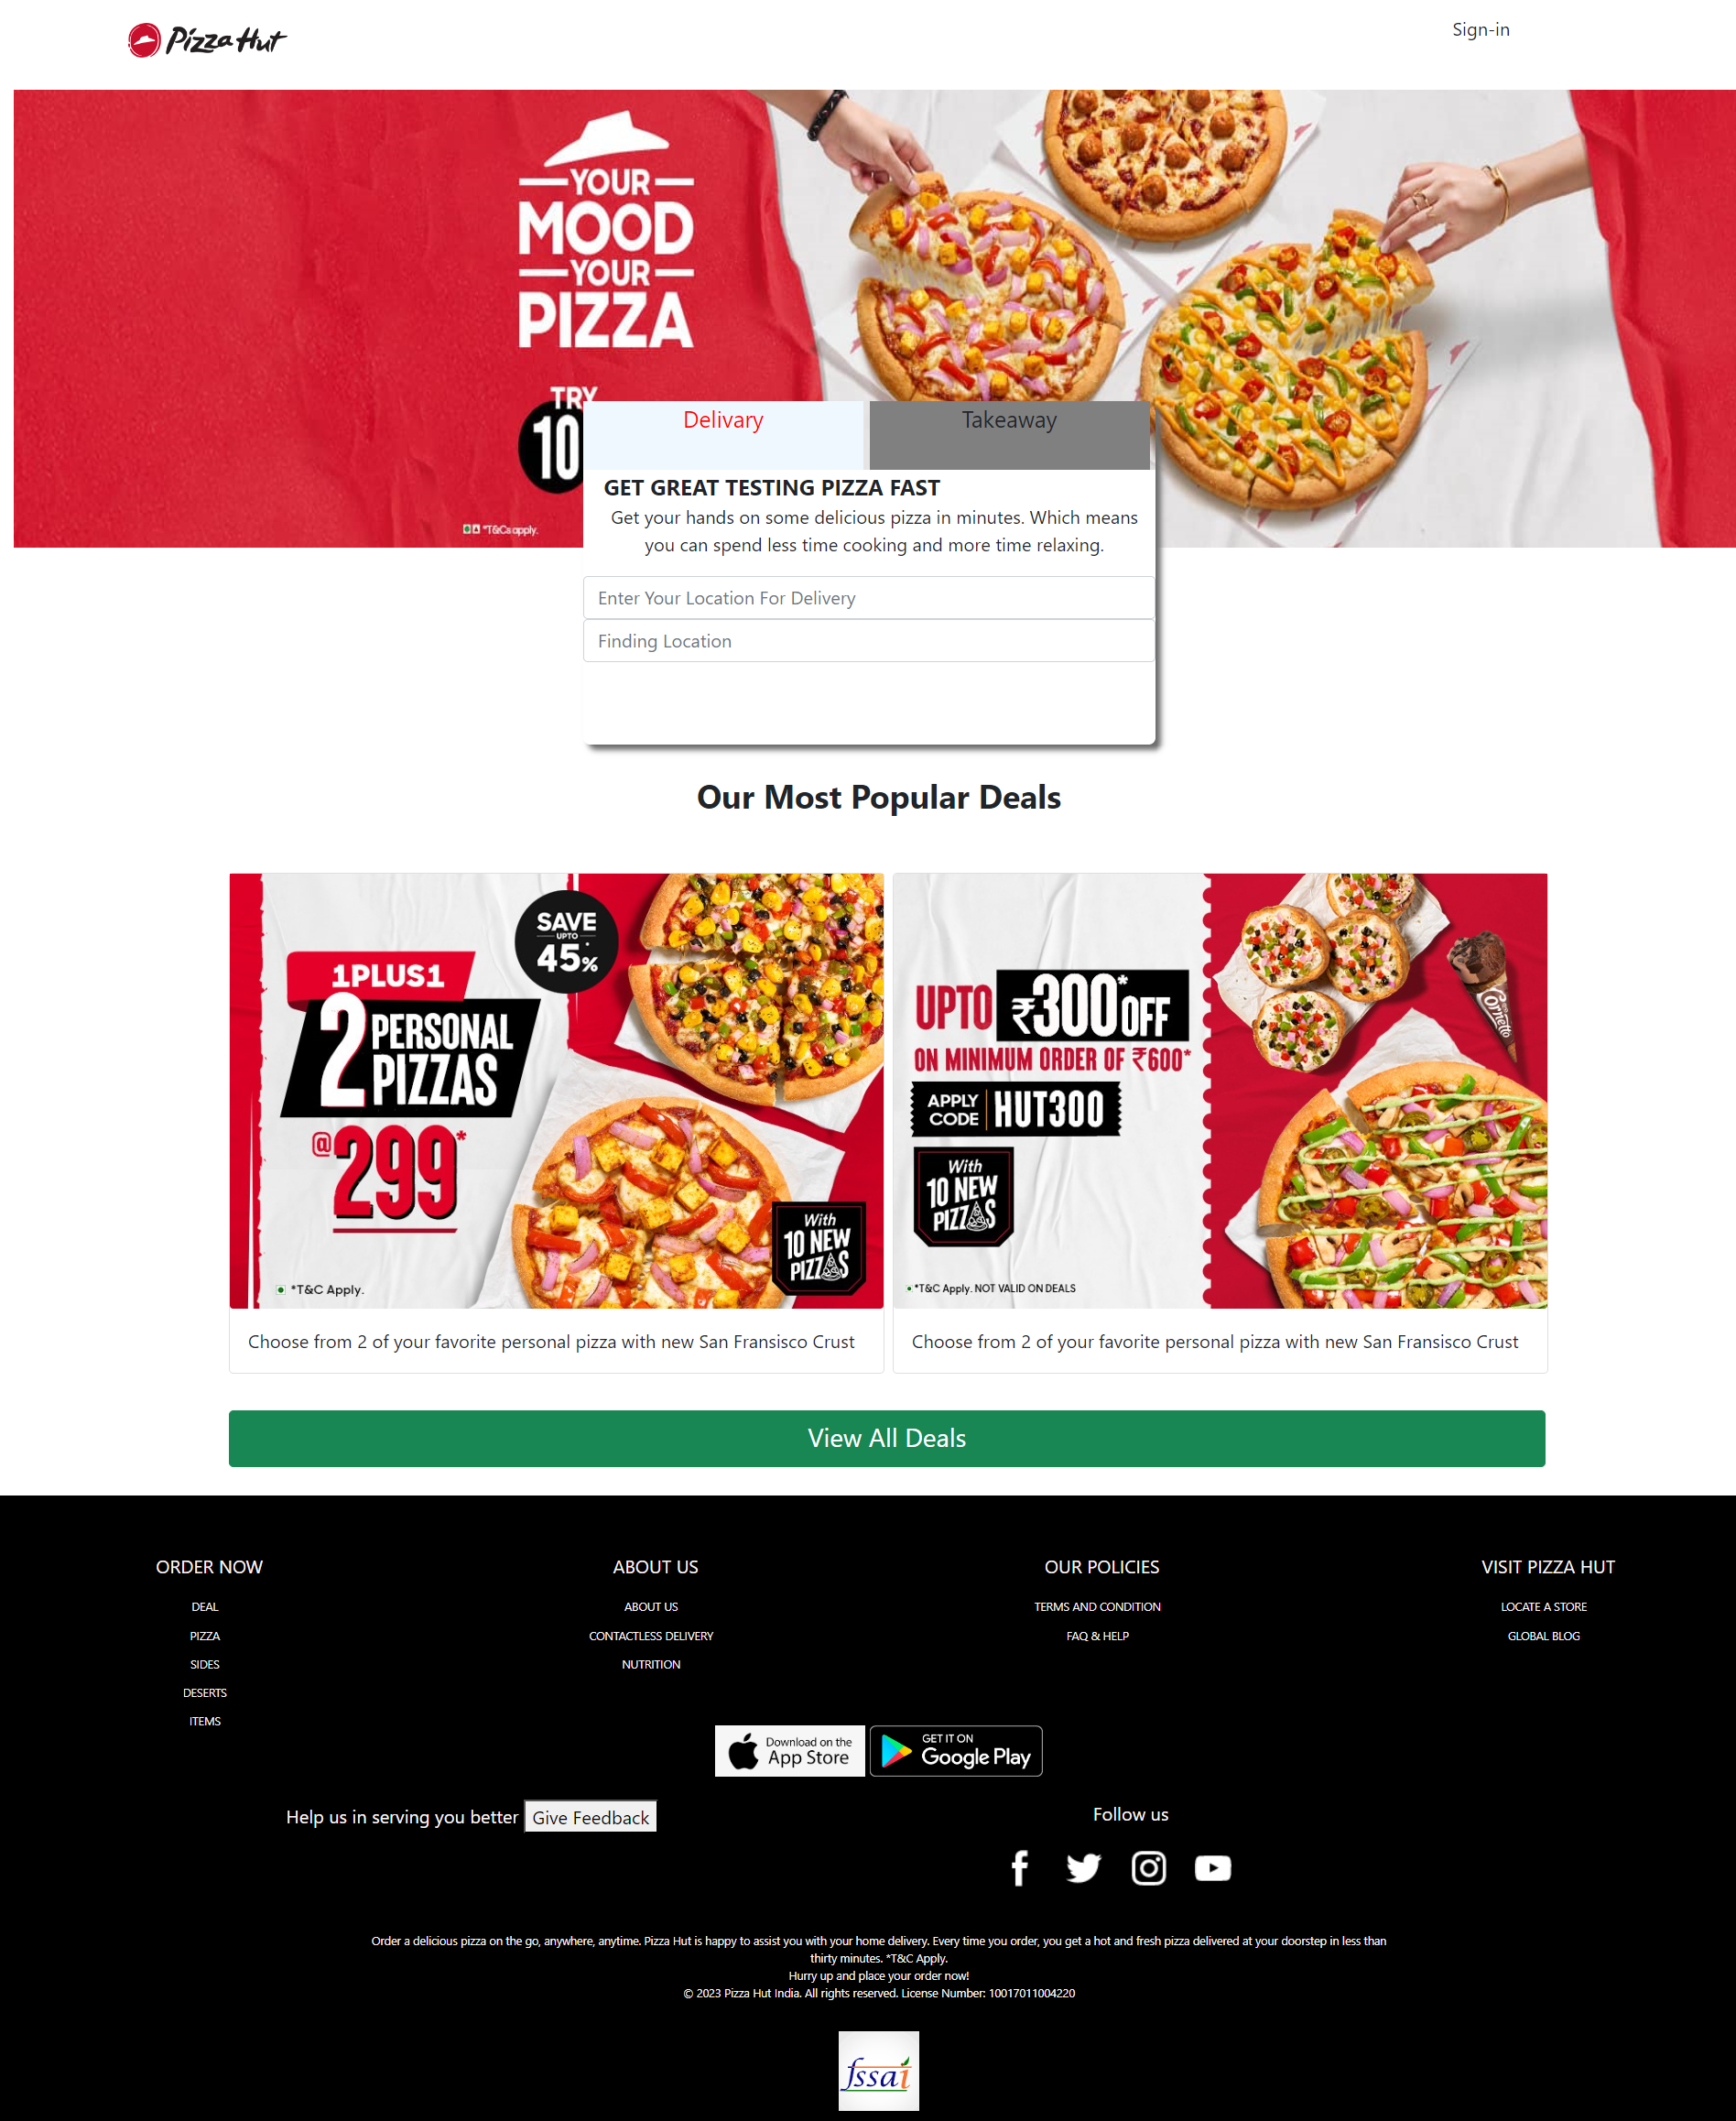 Pizza Hut
Sign-in
YOUR
MOOD
YOUR
PIZZA
TRY
10
*T&Cs apply.
Delivary
Takeaway
GET GREAT TESTING PIZZA FAST
Get your hands on some delicious pizza in minutes. Which means
you can spend less time cooking and more time relaxing.
Enter Your Location For Delivery
Finding Location
Our Most Popular Deals
SAVE
UPTO
45%*
1PLUS1
2 PERSONAL
PIZZAS
@299*
With
10 NEW
PIZZAS
*T&C Apply.
Choose from 2 of your favorite personal pizza with new San Fransisco Crust
UPTO ₹300* OFF
ON MINIMUM ORDER OF ₹600*
APPLY
CODE
HUT300
With
10 NEW
PIZZAS
*T&C Apply. NOT VALID ON DEALS
Cornetto
Choose from 2 of your favorite personal pizza with new San Fransisco Crust
View All Deals
ORDER NOW
DEAL
PIZZA
SIDES
DESERTS
ITEMS
ABOUT US
ABOUT US
CONTACTLESS DELIVERY
NUTRITION
OUR POLICIES
TERMS AND CONDITION
FAQ & HELP
VISIT PIZZA HUT
LOCATE A STORE
GLOBAL BLOG
Download on the
App Store
GET IT ON
Google Play
Help us in serving you better Give Feedback
Follow us
Order a delicious pizza on the go, anywhere, anytime. Pizza Hut is happy to assist you with your home delivery. Every time you order, you get a hot and fresh pizza delivered at your doorstep in less than
thirty minutes. *T&C Apply.
Hurry up and place your order now!
© 2023 Pizza Hut India. All rights reserved. License Number: 10017011004220
fssai